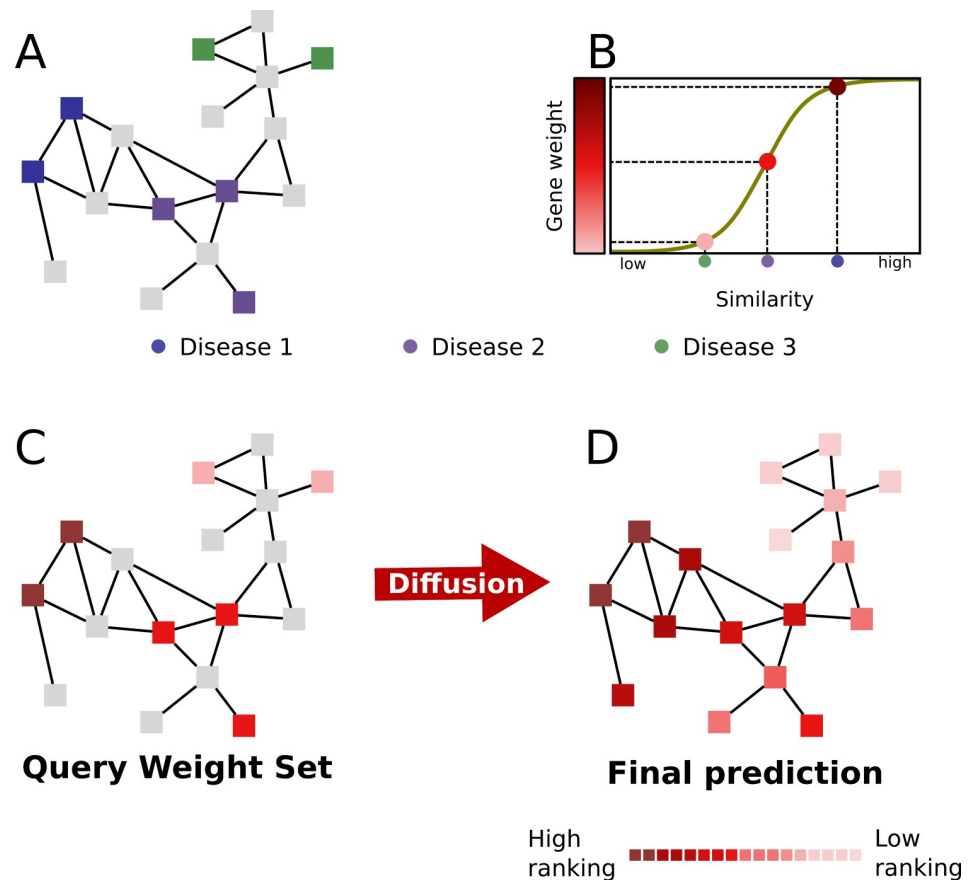 A
B
Gene weight
low
high
Similarity
Disease 1
Disease 2
Disease 3
C
D
Diffusion
Query Weight Set
Final prediction
High
ranking
Low
ranking